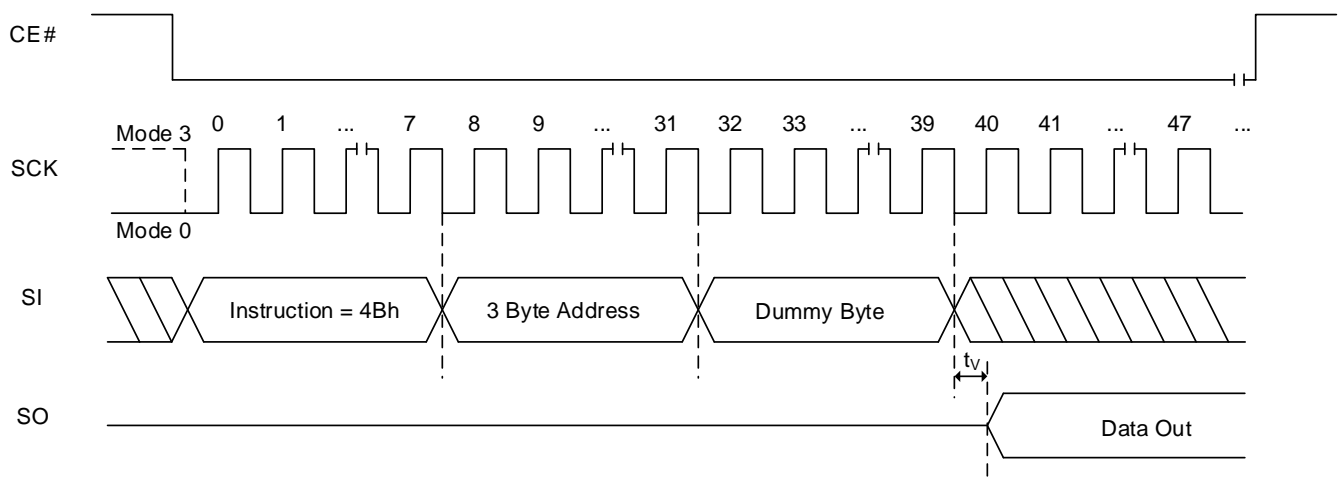 CE#
0 1 ... 7 8 9 ... 31 32 33 ... 39 40 41 ... 47 ...
Mode 3
SCK
Mode 0
SI
Instruction = 4Bh
3 Byte Address
Dummy Byte
tV
SO
Data Out